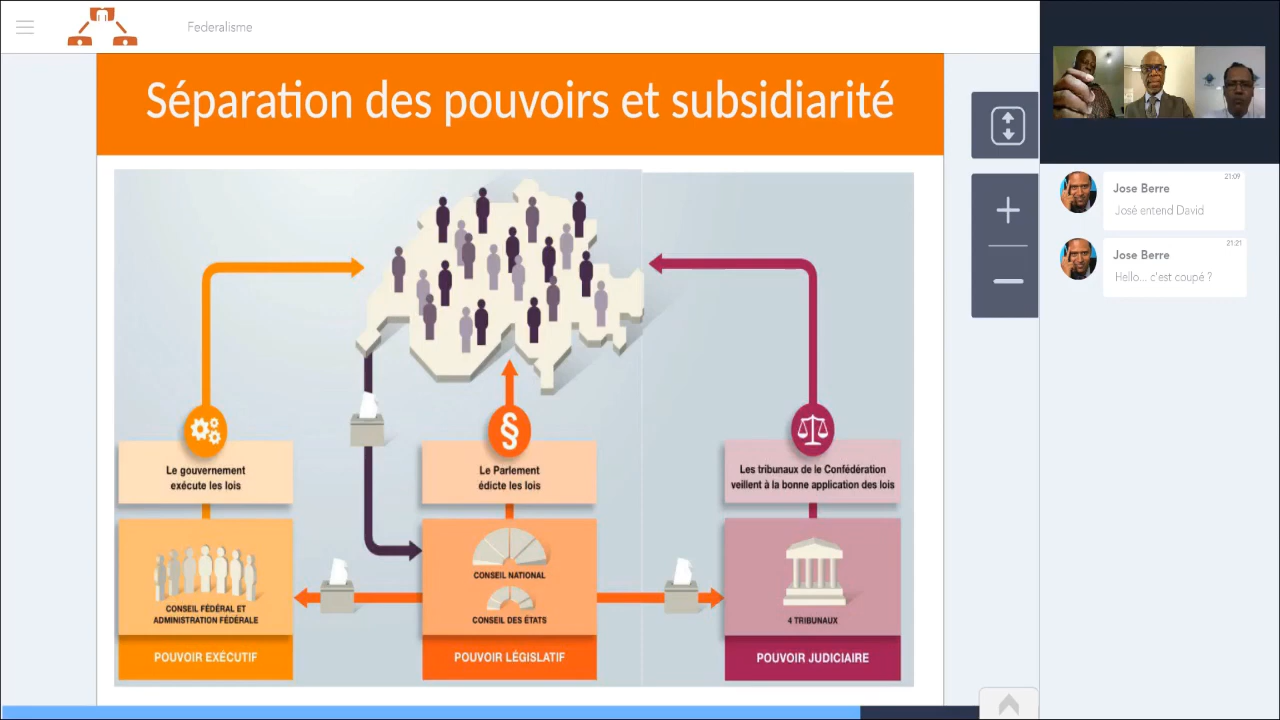 Federalisme
Séparation des pouvoirs et subsidiarité
Le gouvernement
exécute les lois
§
Le Parlement
édicte les lois
Les tribunaux de le Confédération
veillent à la bonne application des lois
CONSEIL FÉDÉRAL ET
ADMINISTRATION FÉDÉRALE
CONSEIL NATIONAL
CONSEIL DES ÉTATS
4 TRIBUNAUX
POUVOIR EXÉCUTIF
POUVOIR LÉGISLATIF
POUVOIR JUDICIAIRE
21:09
Jose Berre
José entend David
21:21
Jose Berre
Hello... c'est coupé ?